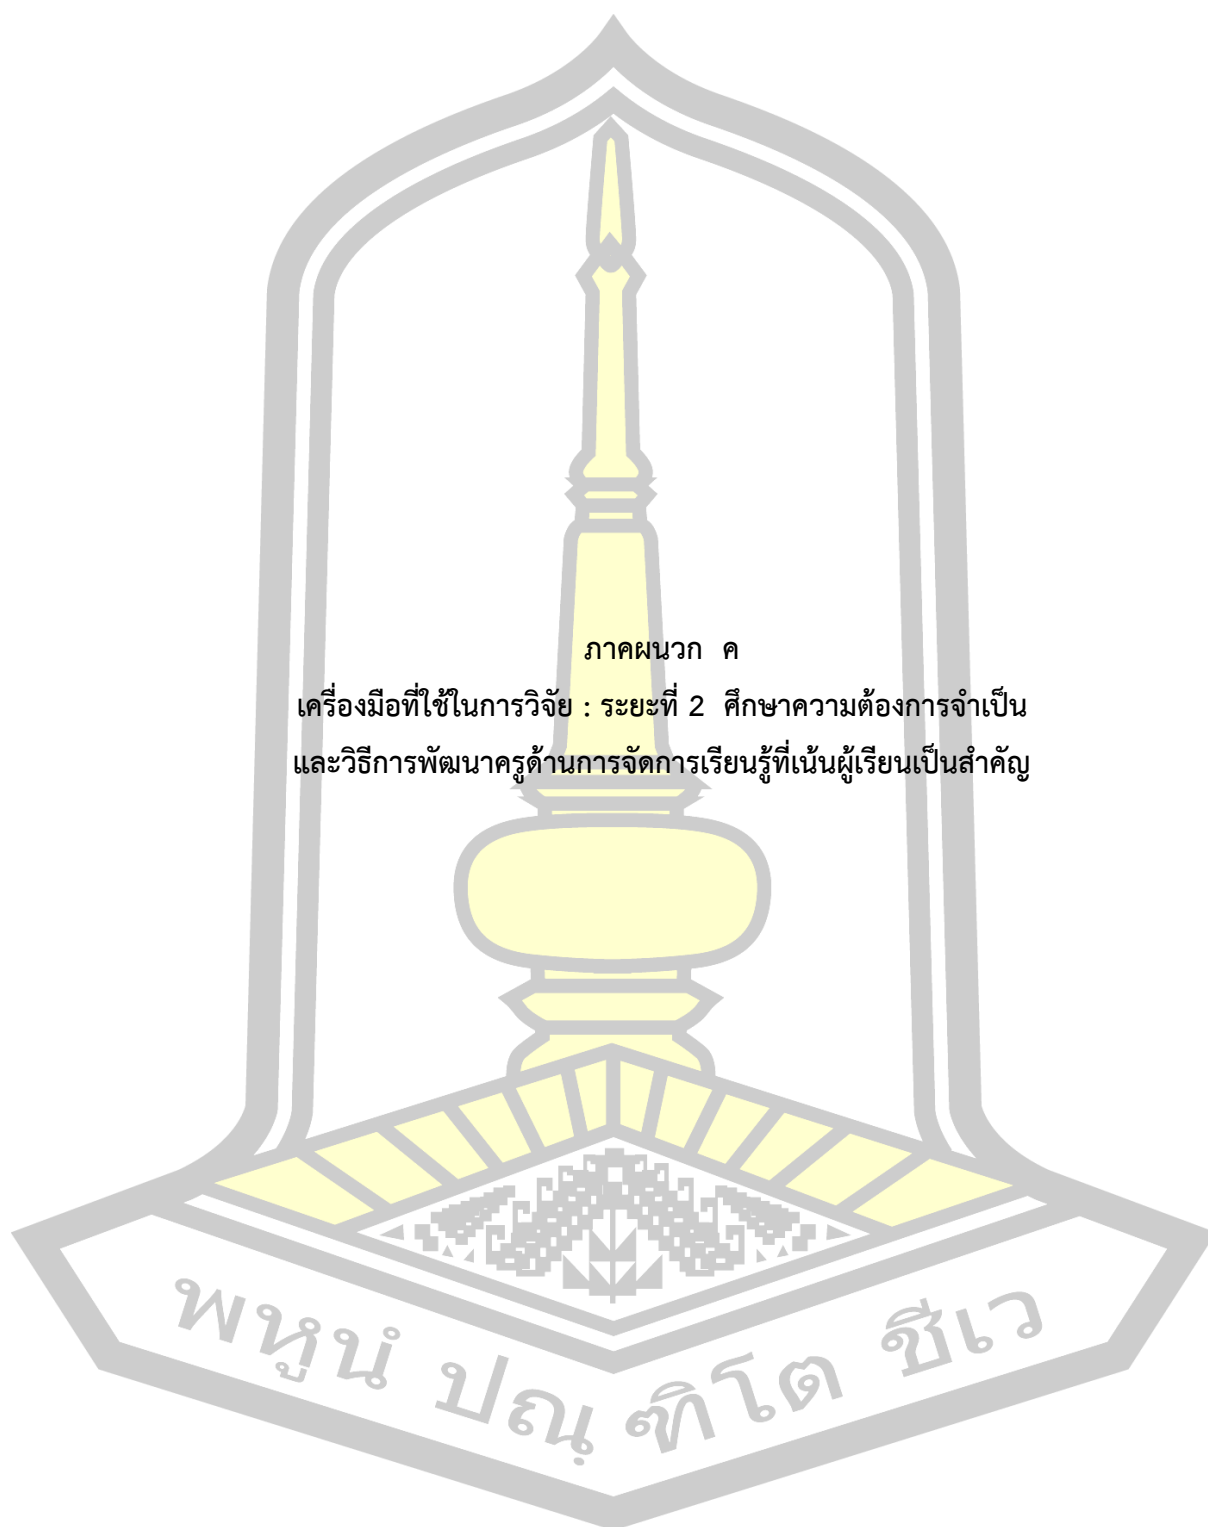 ภาคผนวก ค
เครื่องมือที่ใช้ในการวิจัย : ระยะที่ 2 ศึกษาความต้องการจำเป็น
และวิธีการพัฒนาครูด้านการจัดการเรียนรู้ที่เน้นผู้เรียนเป็นสำคัญ
พหูนํ ปณฺฑิโต ชีเว